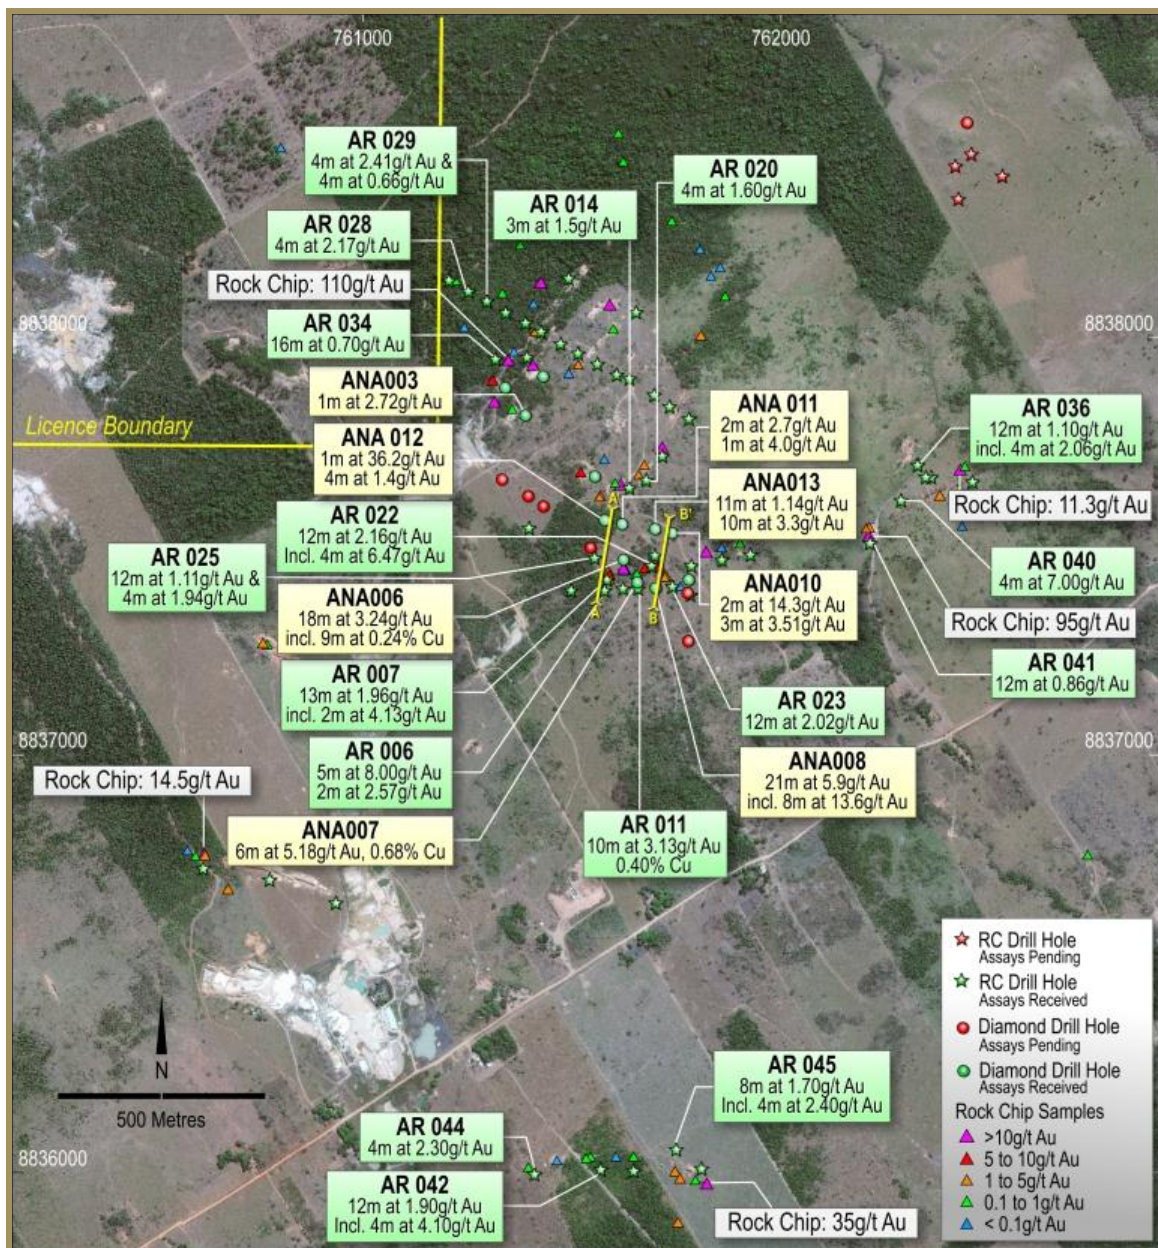 761000
762000
AR 029
4m at 2.41g/t Au &
4m at 0.66g/t Au
AR 020
4m at 1.60g/t Au
AR 014
3m at 1.5g/t Au
AR 028
4m at 2.17g/t Au
Rock Chip: 110g/t Au
8838000
8838000
AR 034
16m at 0.70g/t Au
ANA003
1m at 2.72g/t Au
Licence Boundary
ANA 011
2m at 2.7g/t Au
1m at 4.0g/t Au
AR 036
12m at 1.10g/t Au
incl. 4m at 2.06g/t Au
ANA 012
1m at 36.2g/t Au
4m at 1.4g/t Au
ANA013
11m at 1.14g/t Au
10m at 3.3g/t Au
Rock Chip: 11.3g/t Au
A'
B'
AR 022
12m at 2.16g/t Au
Incl. 4m at 6.47g/t Au
AR 025
12m at 1.11g/t Au &
4m at 1.94g/t Au
AR 040
4m at 7.00g/t Au
ANA010
2m at 14.3g/t Au
3m at 3.51g/t Au
ANA006
18m at 3.24g/t Au
incl. 9m at 0.24% Cu
A
B
Rock Chip: 95g/t Au
AR 041
12m at 0.86g/t Au
AR 007
13m at 1.96g/t Au
incl. 2m at 4.13g/t Au
AR 023
12m at 2.02g/t Au
8837000
8837000
AR 006
5m at 8.00g/t Au
2m at 2.57g/t Au
ANA008
21m at 5.9g/t Au
incl. 8m at 13.6g/t Au
Rock Chip: 14.5g/t Au
ANA007
6m at 5.18g/t Au, 0.68% Cu
AR 011
10m at 3.13g/t Au
0.40% Cu
RC Drill Hole
Assays Pending
RC Drill Hole
Assays Received
Diamond Drill Hole
Assays Pending
Diamond Drill Hole
Assays Received
Rock Chip Samples
>10g/t Au
5 to 10g/t Au
1 to 5g/t Au
0.1 to 1g/t Au
< 0.1g/t Au
N
500 Metres
AR 045
8m at 1.70g/t Au
Incl. 4m at 2.40g/t Au
AR 044
4m at 2.30g/t Au
8836000
8836000
AR 042
12m at 1.90g/t Au
Incl. 4m at 4.10g/t Au
Rock Chip: 35g/t Au